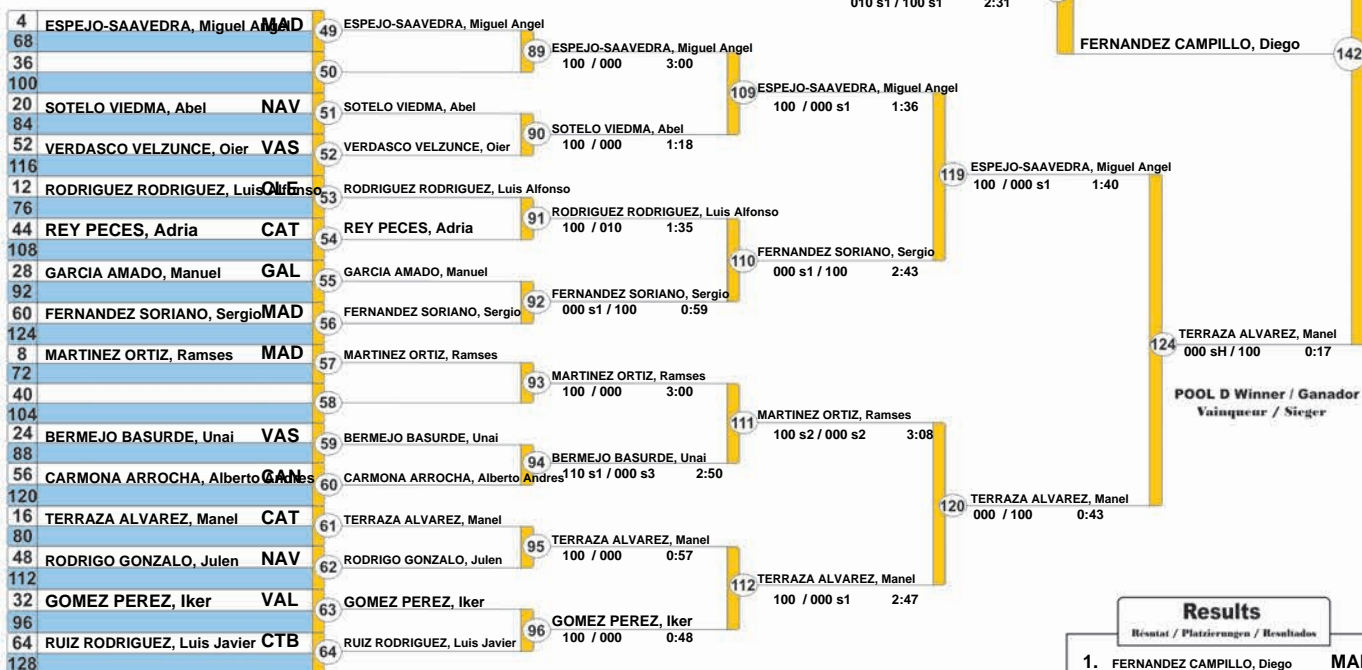 010 s1 / 100 s1 2:31
FERNANDEZ CAMPILLO, Diego
142
4 ESPEJO-SAAVEDRA, Miguel Angel MAD
68
36
100
20 SOTELO VIEDMA, Abel NAV
84
52 VERDASCO VELZUNCE, Oier VAS
116
12 RODRIGUEZ RODRIGUEZ, Luis Alfonso CLE
76
44 REY PECES, Adria CAT
108
28 GARCIA AMADO, Manuel GAL
92
60 FERNANDEZ SORIANO, Sergio MAD
124
8 MARTINEZ ORTIZ, Ramses MAD
72
40
104
24 BERMEJO BASURDE, Unai VAS
88
56 CARMONA ARROCHA, Alberto Andres CAN
120
16 TERRAZA ALVAREZ, Manel CAT
80
48 RODRIGO GONZALO, Julen NAV
112
32 GOMEZ PEREZ, Iker VAL
96
64 RUIZ RODRIGUEZ, Luis Javier CTB
128
49 ESPEJO-SAAVEDRA, Miguel Angel
50
51 SOTELO VIEDMA, Abel
52 VERDASCO VELZUNCE, Oier
53 RODRIGUEZ RODRIGUEZ, Luis Alfonso
54 REY PECES, Adria
55 GARCIA AMADO, Manuel
56 FERNANDEZ SORIANO, Sergio
57 MARTINEZ ORTIZ, Ramses
58
59 BERMEJO BASURDE, Unai
60 CARMONA ARROCHA, Alberto Andres
61 TERRAZA ALVAREZ, Manel
62 RODRIGO GONZALO, Julen
63 GOMEZ PEREZ, Iker
64 RUIZ RODRIGUEZ, Luis Javier
89 ESPEJO-SAAVEDRA, Miguel Angel
100 / 000 3:00
90 SOTELO VIEDMA, Abel
100 / 000 1:18
91 RODRIGUEZ RODRIGUEZ, Luis Alfonso
100 / 010 1:35
92 FERNANDEZ SORIANO, Sergio
000 s1 / 100 0:59
93 MARTINEZ ORTIZ, Ramses
100 / 000 3:00
94 BERMEJO BASURDE, Unai
110 s1 / 000 s3 2:50
95 TERRAZA ALVAREZ, Manel
100 / 000 0:57
96 GOMEZ PEREZ, Iker
100 / 000 0:48
109 ESPEJO-SAAVEDRA, Miguel Angel
100 / 000 s1 1:36
110 FERNANDEZ SORIANO, Sergio
000 s1 / 100 2:43
111 MARTINEZ ORTIZ, Ramses
100 s2 / 000 s2 3:08
112 TERRAZA ALVAREZ, Manel
100 / 000 s1 2:47
119 ESPEJO-SAAVEDRA, Miguel Angel
100 / 000 s1 1:40
120 TERRAZA ALVAREZ, Manel
000 / 100 0:43
124 TERRAZA ALVAREZ, Manel
000 sH / 100 0:17
POOL D Winner / Ganador
Vainqueur / Sieger
Results
Résutat / Platzierungen / Resultados
1. FERNANDEZ CAMPILLO, Diego